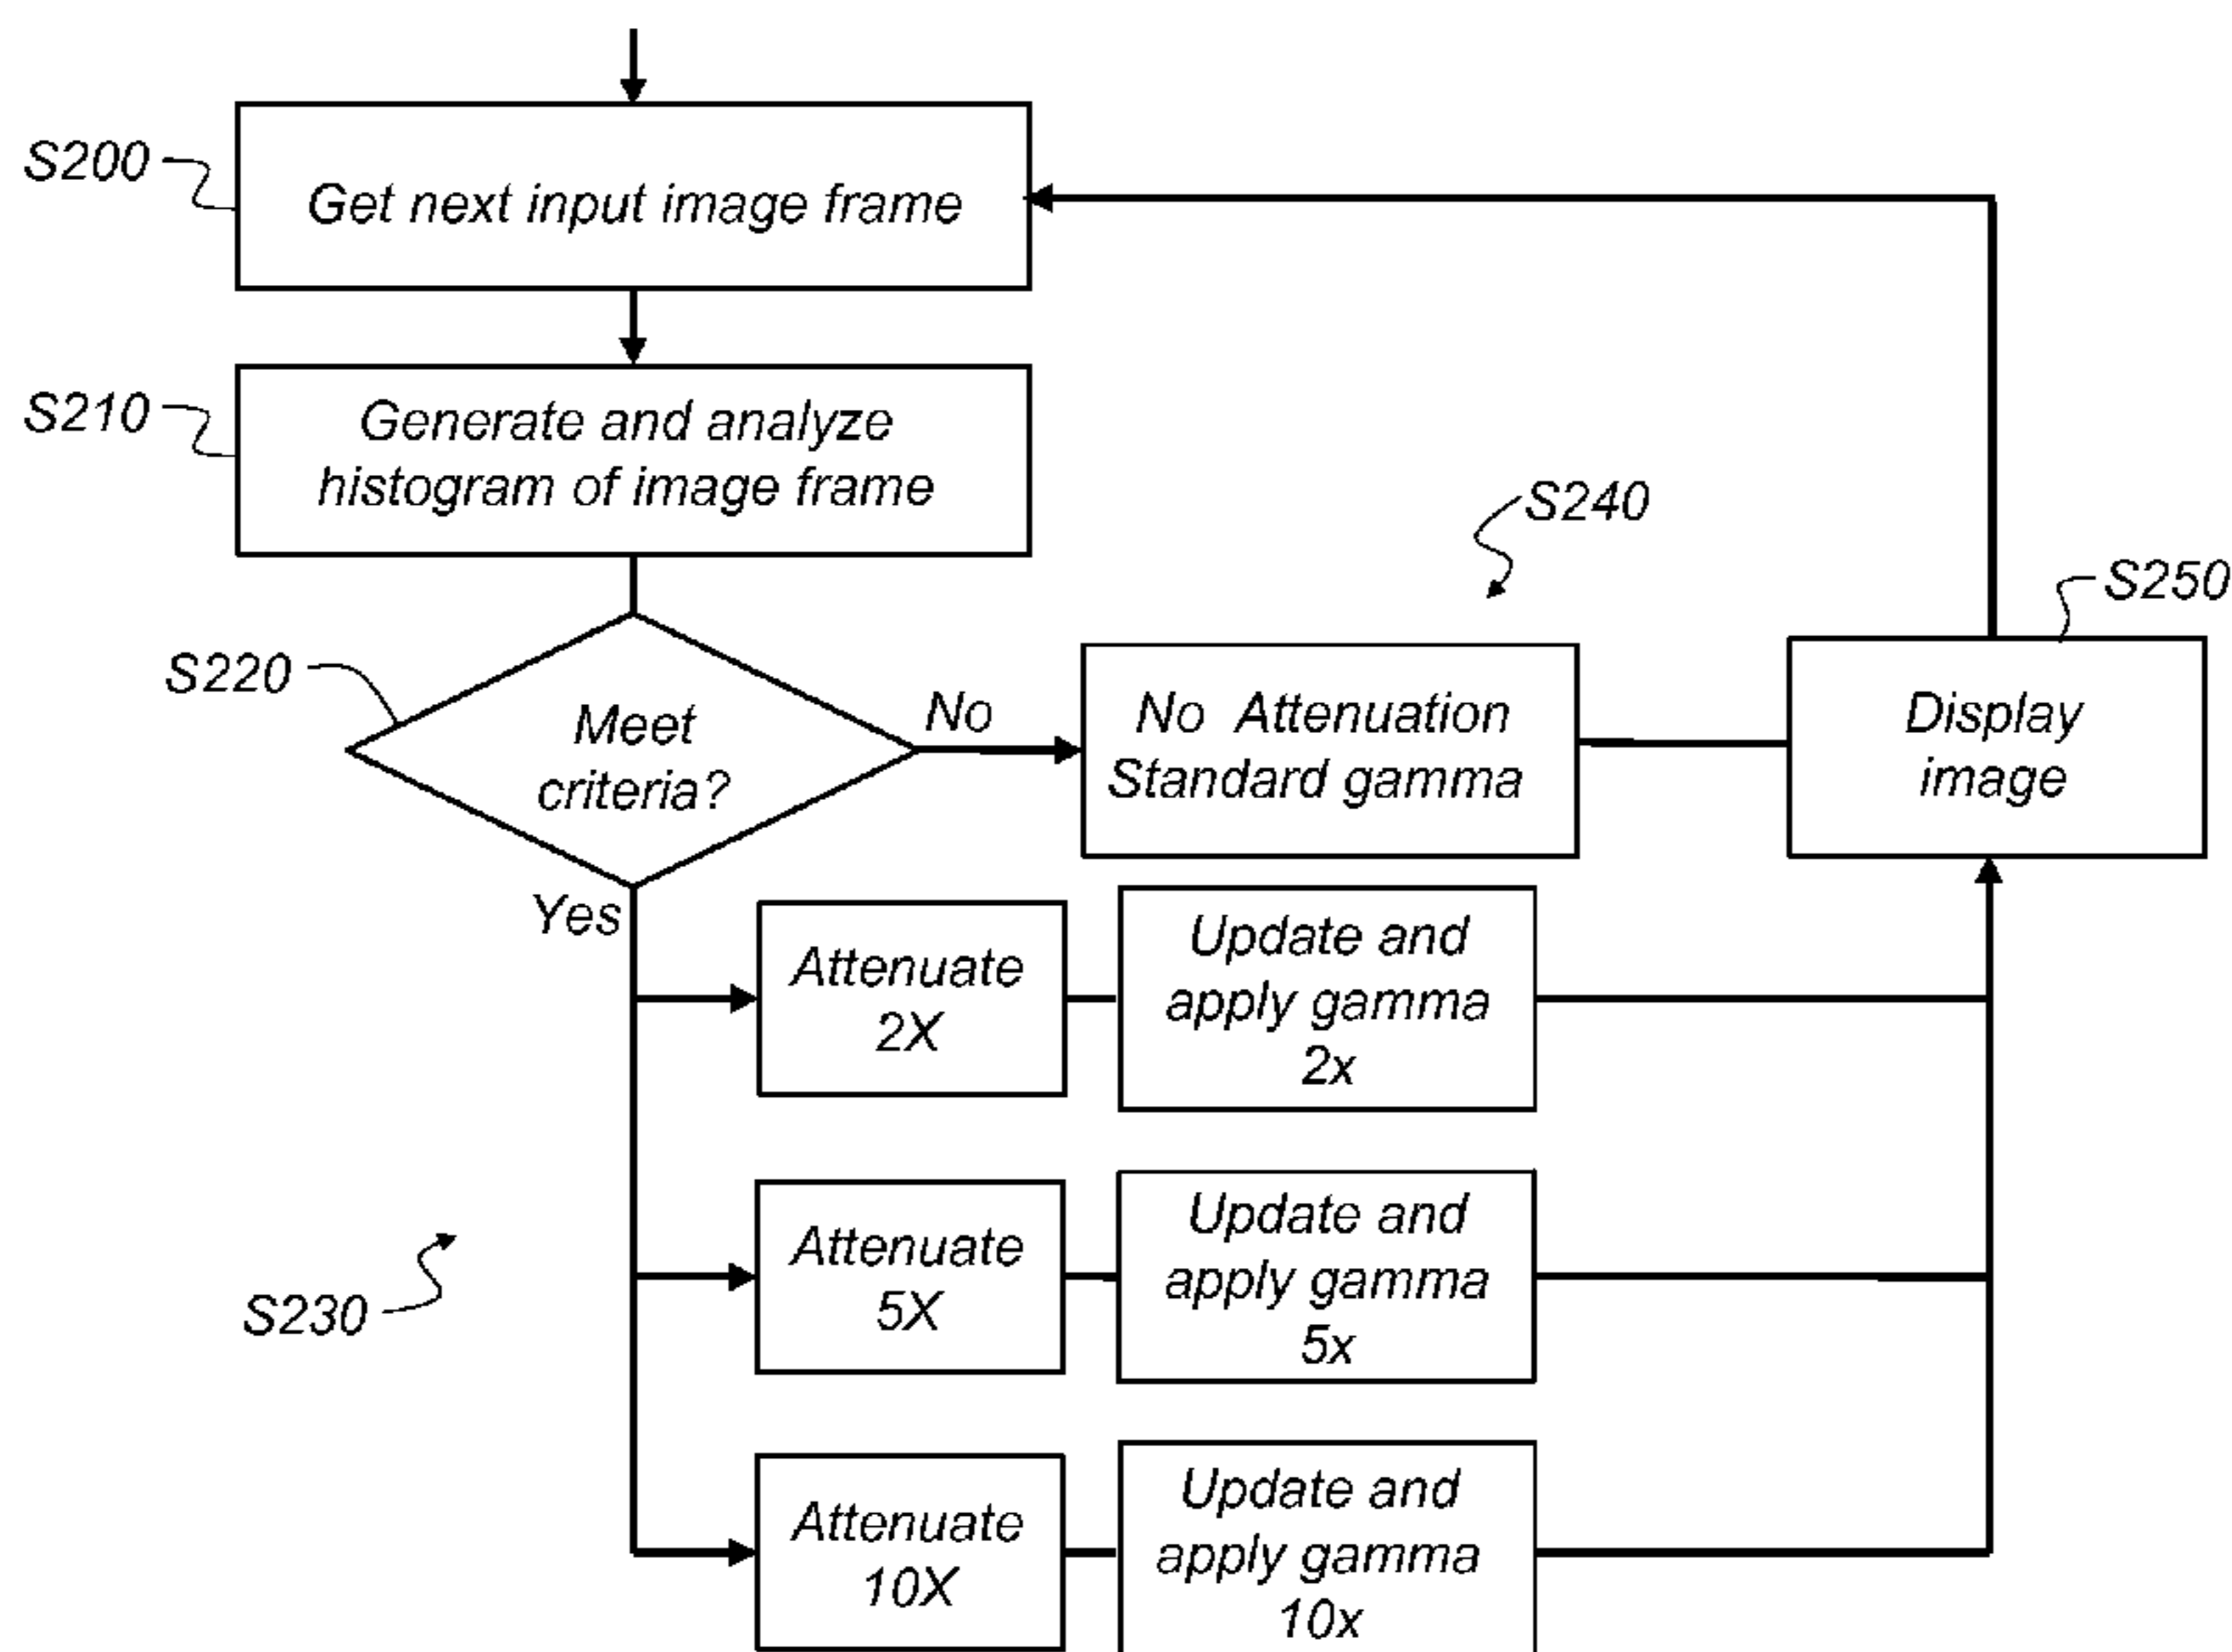 S200
Get next input image frame
S210
Generate and analyze
histogram of image frame
S240
S250
S220
Meet
criteria?
No
No Attenuation
Standard gamma
Display
image
Yes
Attenuate
2X
Update and
apply gamma
2x
S230
Attenuate
5X
Update and
apply gamma
5x
Attenuate
10X
Update and
apply gamma
10x